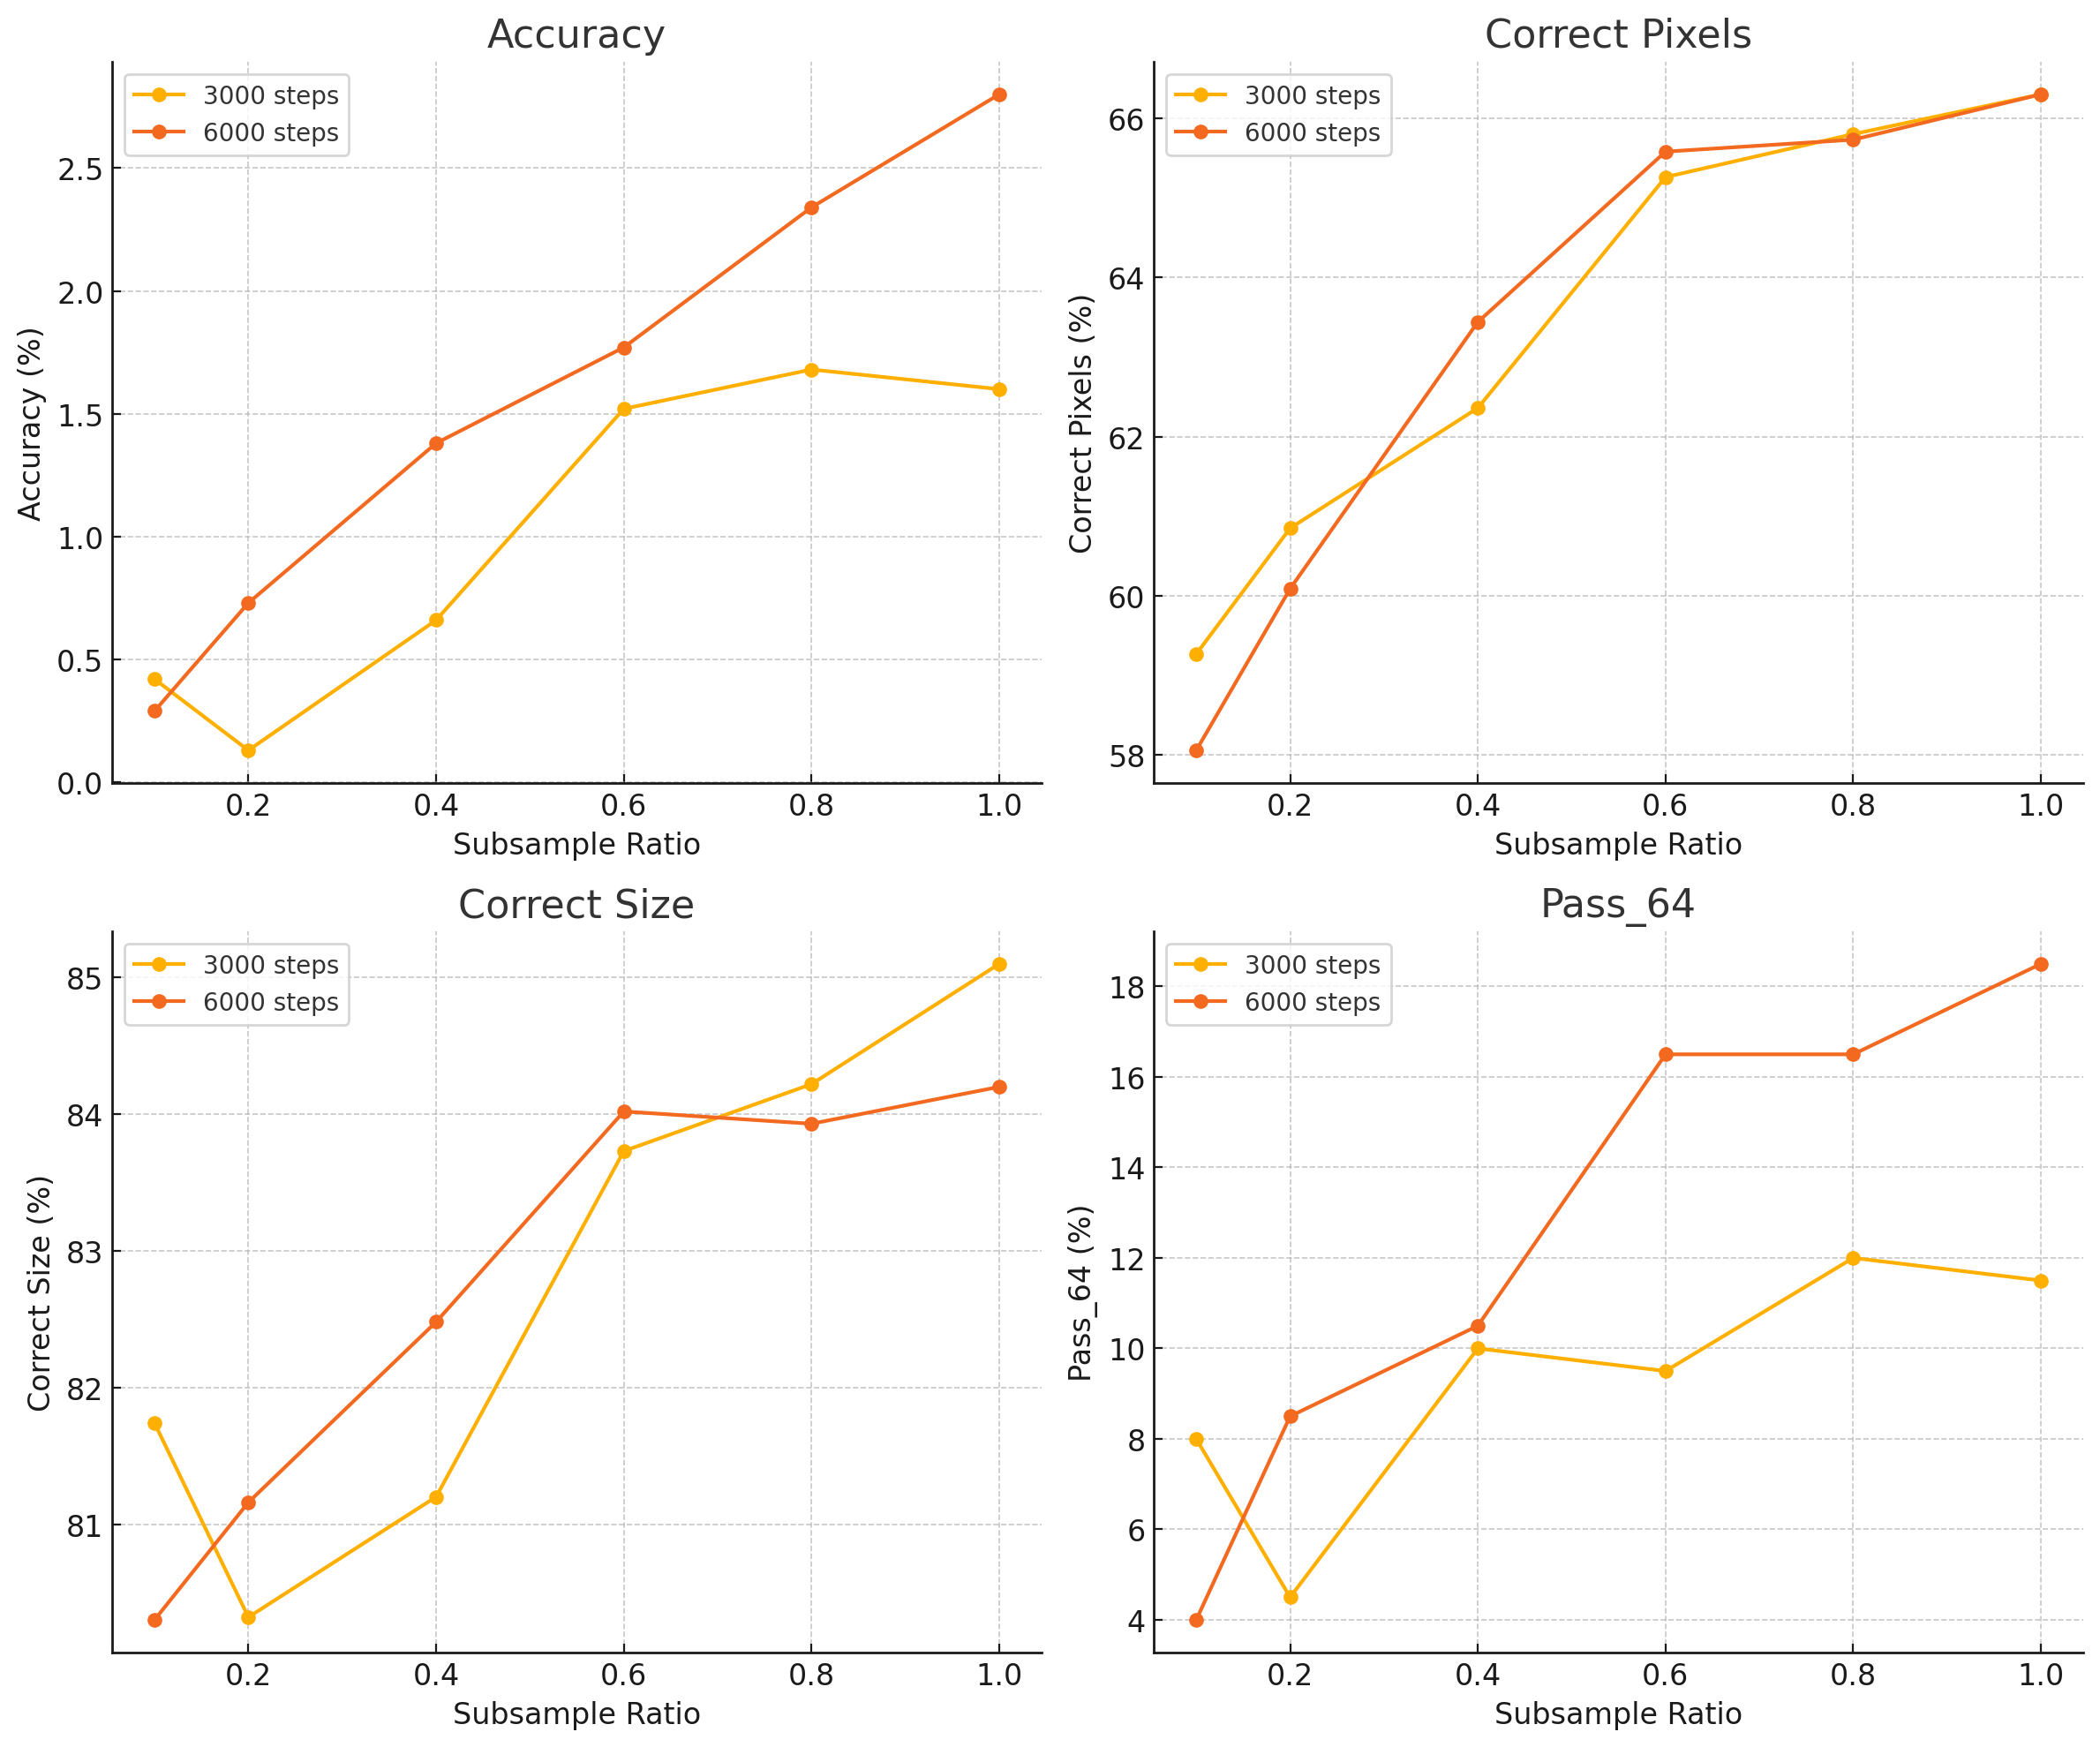 Accuracy
3000 steps
6000 steps
Accuracy (%)
2.5
2.0
1.5
1.0
0.5
0.0
0.2 0.4 0.6 0.8 1.0
Subsample Ratio
Correct Pixels
3000 steps
6000 steps
Correct Pixels (%)
66
64
62
60
58
0.2 0.4 0.6 0.8 1.0
Subsample Ratio
Correct Size
3000 steps
6000 steps
Correct Size (%)
85
84
83
82
81
0.2 0.4 0.6 0.8 1.0
Subsample Ratio
Pass_64
3000 steps
6000 steps
Pass_64 (%)
18
16
14
12
10
8
6
4
0.2 0.4 0.6 0.8 1.0
Subsample Ratio